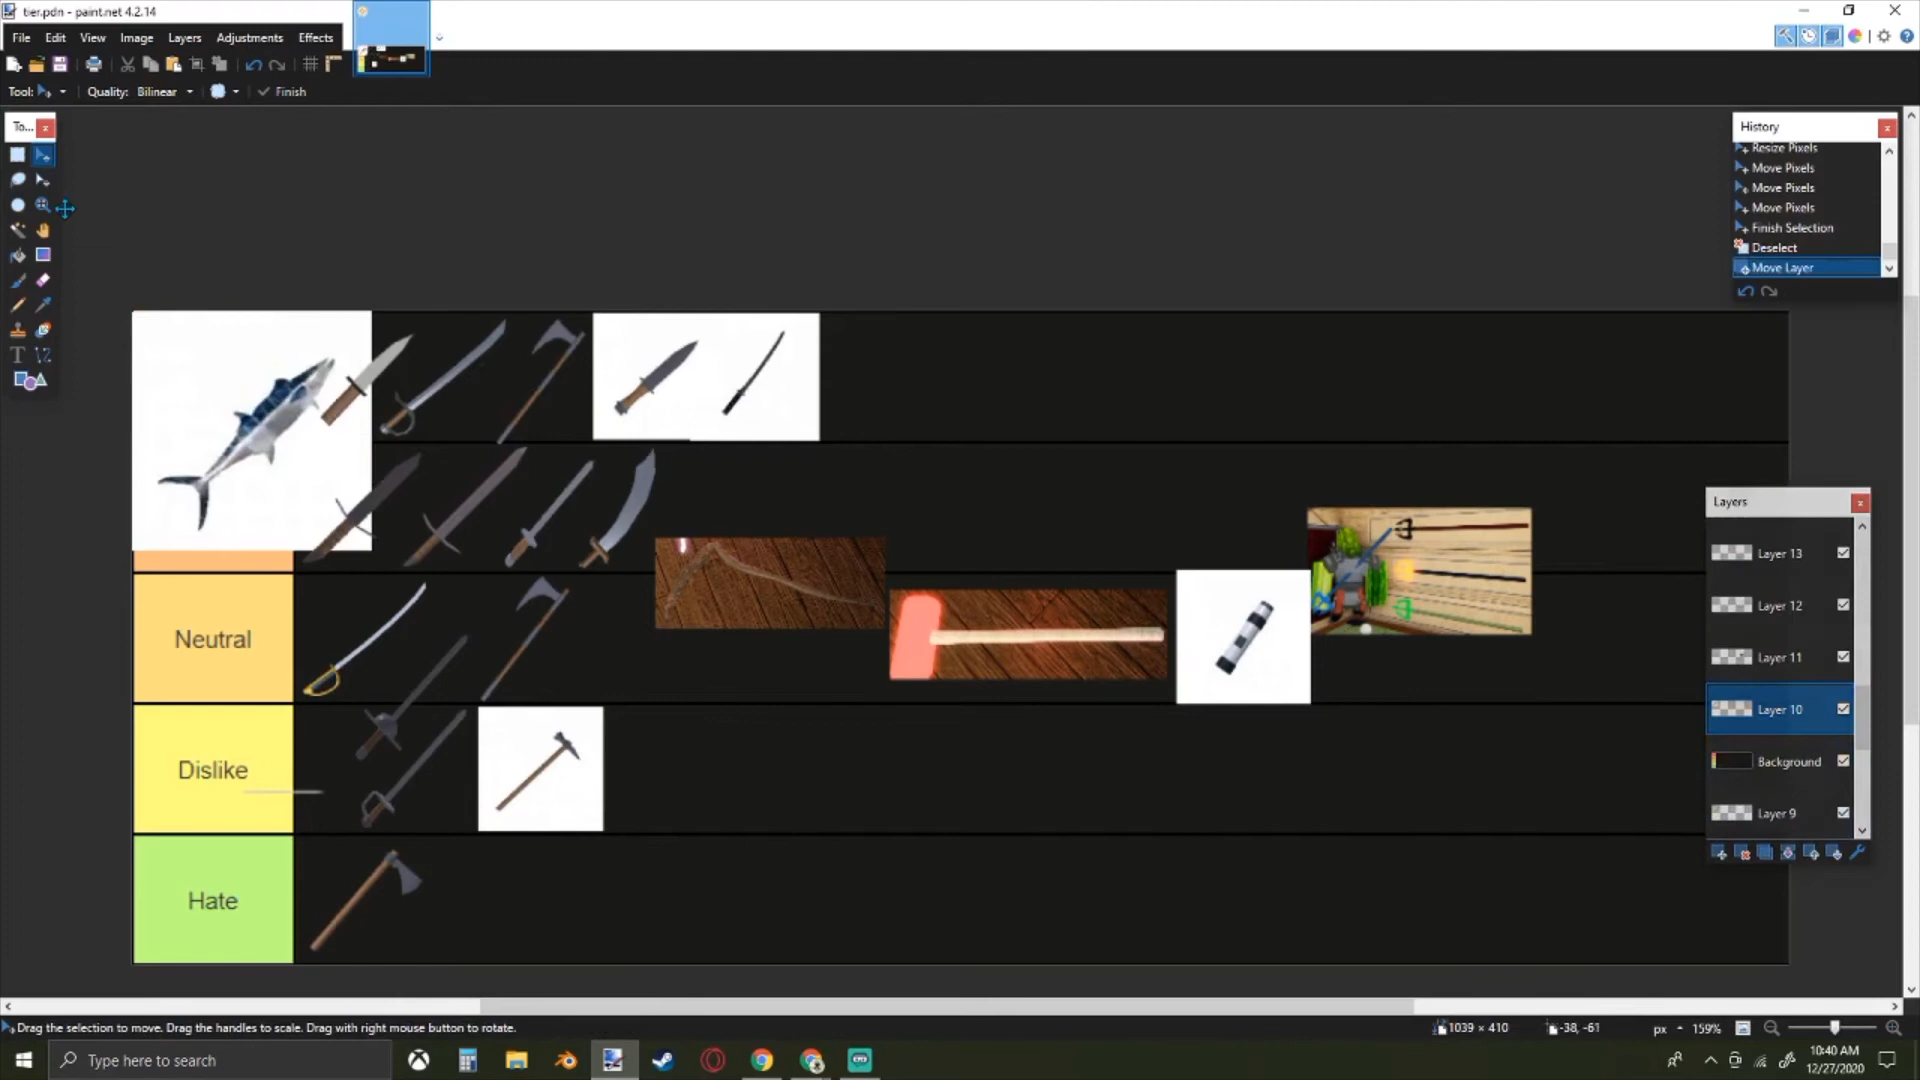 tier.pdn - paint.net 4.2.14
File Edit View Image Layers Adjustments Effects
Tool: Quality: Bilinear Finish
To...
History
Resize Pixels
Move Pixels
Move Pixels
Move Pixels
Finish Selection
Deselect
Move Layer
Layers
Layer 13
Layer 12
Layer 11
Layer 10
Background
Layer 9
Neutral
Dislike
Hate
Drag the selection to move. Drag the handles to scale. Drag with right mouse button to rotate.
1039 × 410
-38, -61
px
159%
Type here to search
10:40 AM
12/27/2020